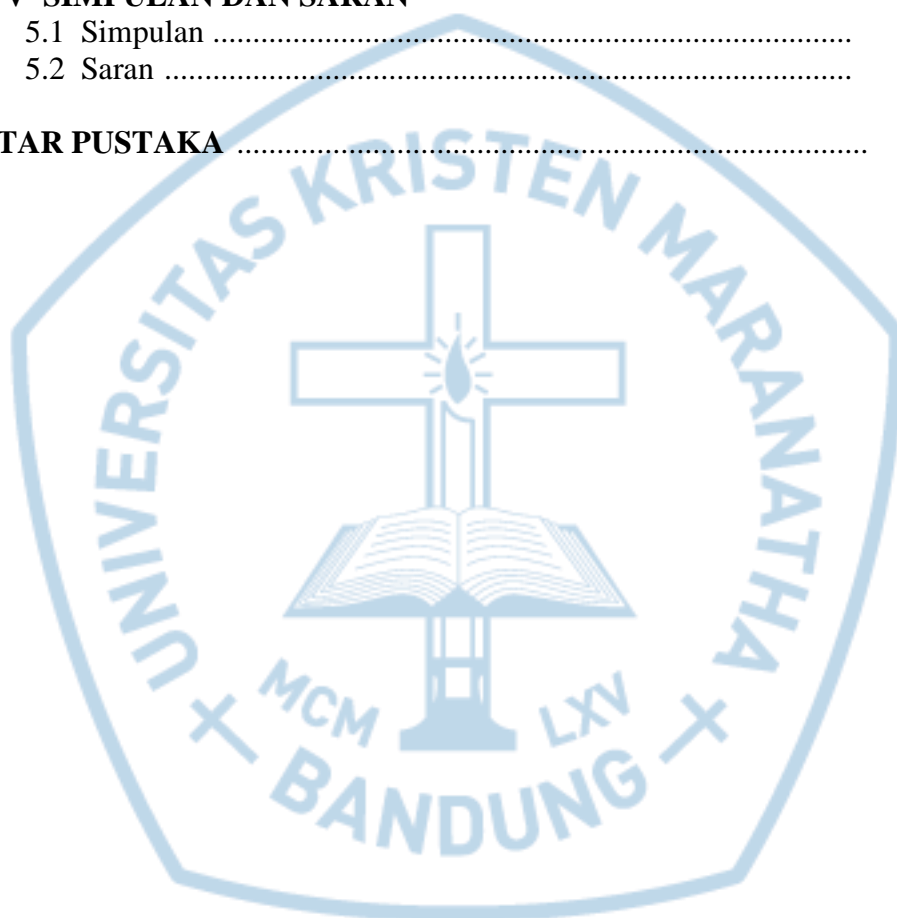 V SIMPULAN DAN SARAN
5.1 Simpulan ................................................................................
5.2 Saran ......................................................................................
TAR PUSTAKA ...............................................................................
UNIVERSITAS KRISTEN MARANATHA
MCM LXV
BANDUNG